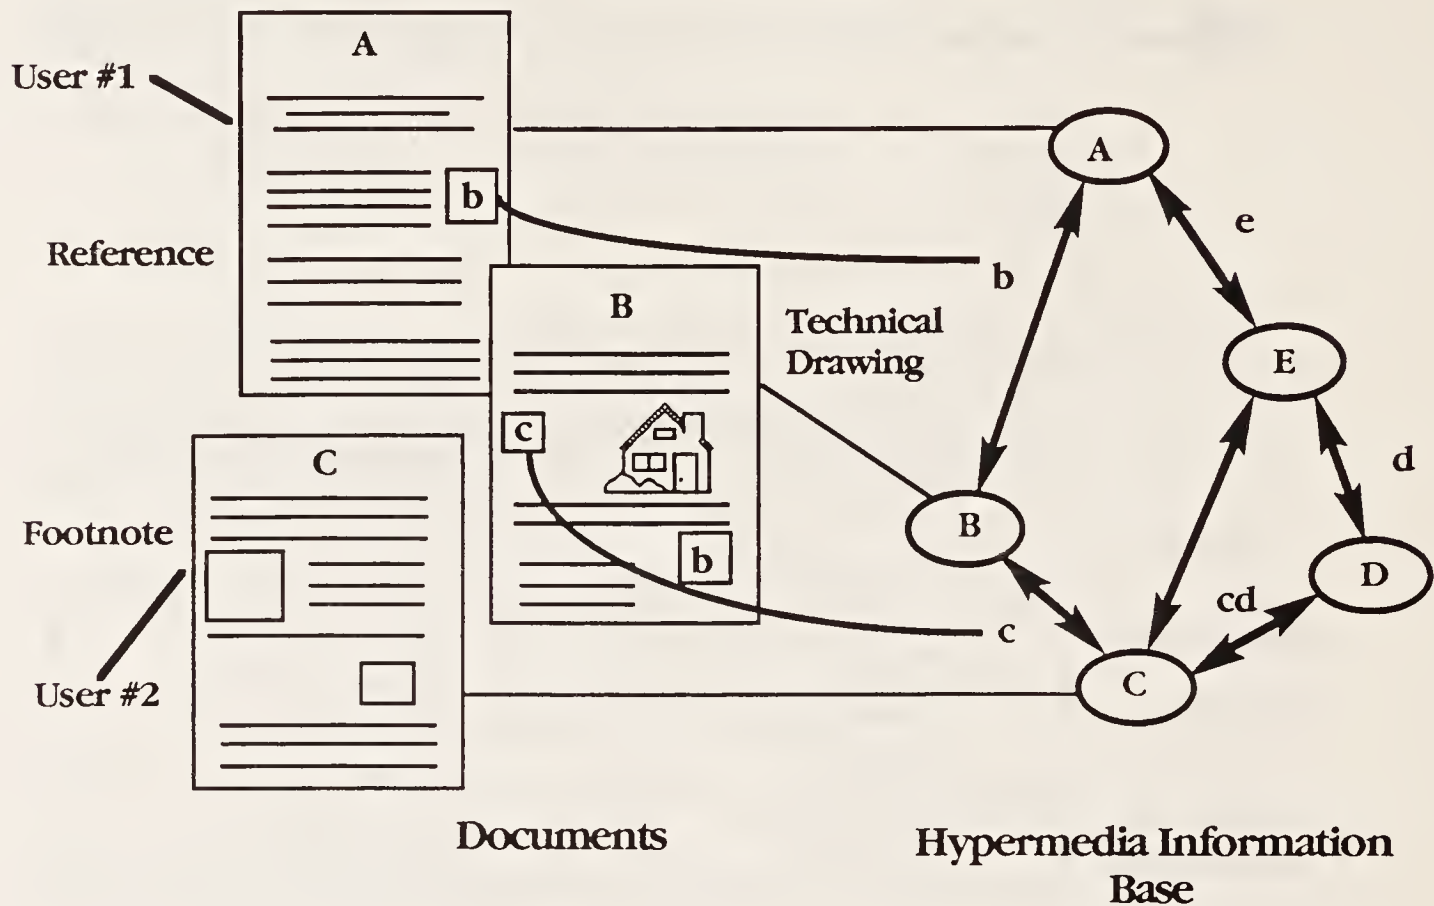 A
User #1
b
Reference
B
Technical
Drawing
c
b
C
Footnote
User #2
Documents
A
e
b
E
d
B
D
cd
c
C
Hypermedia Information
Base